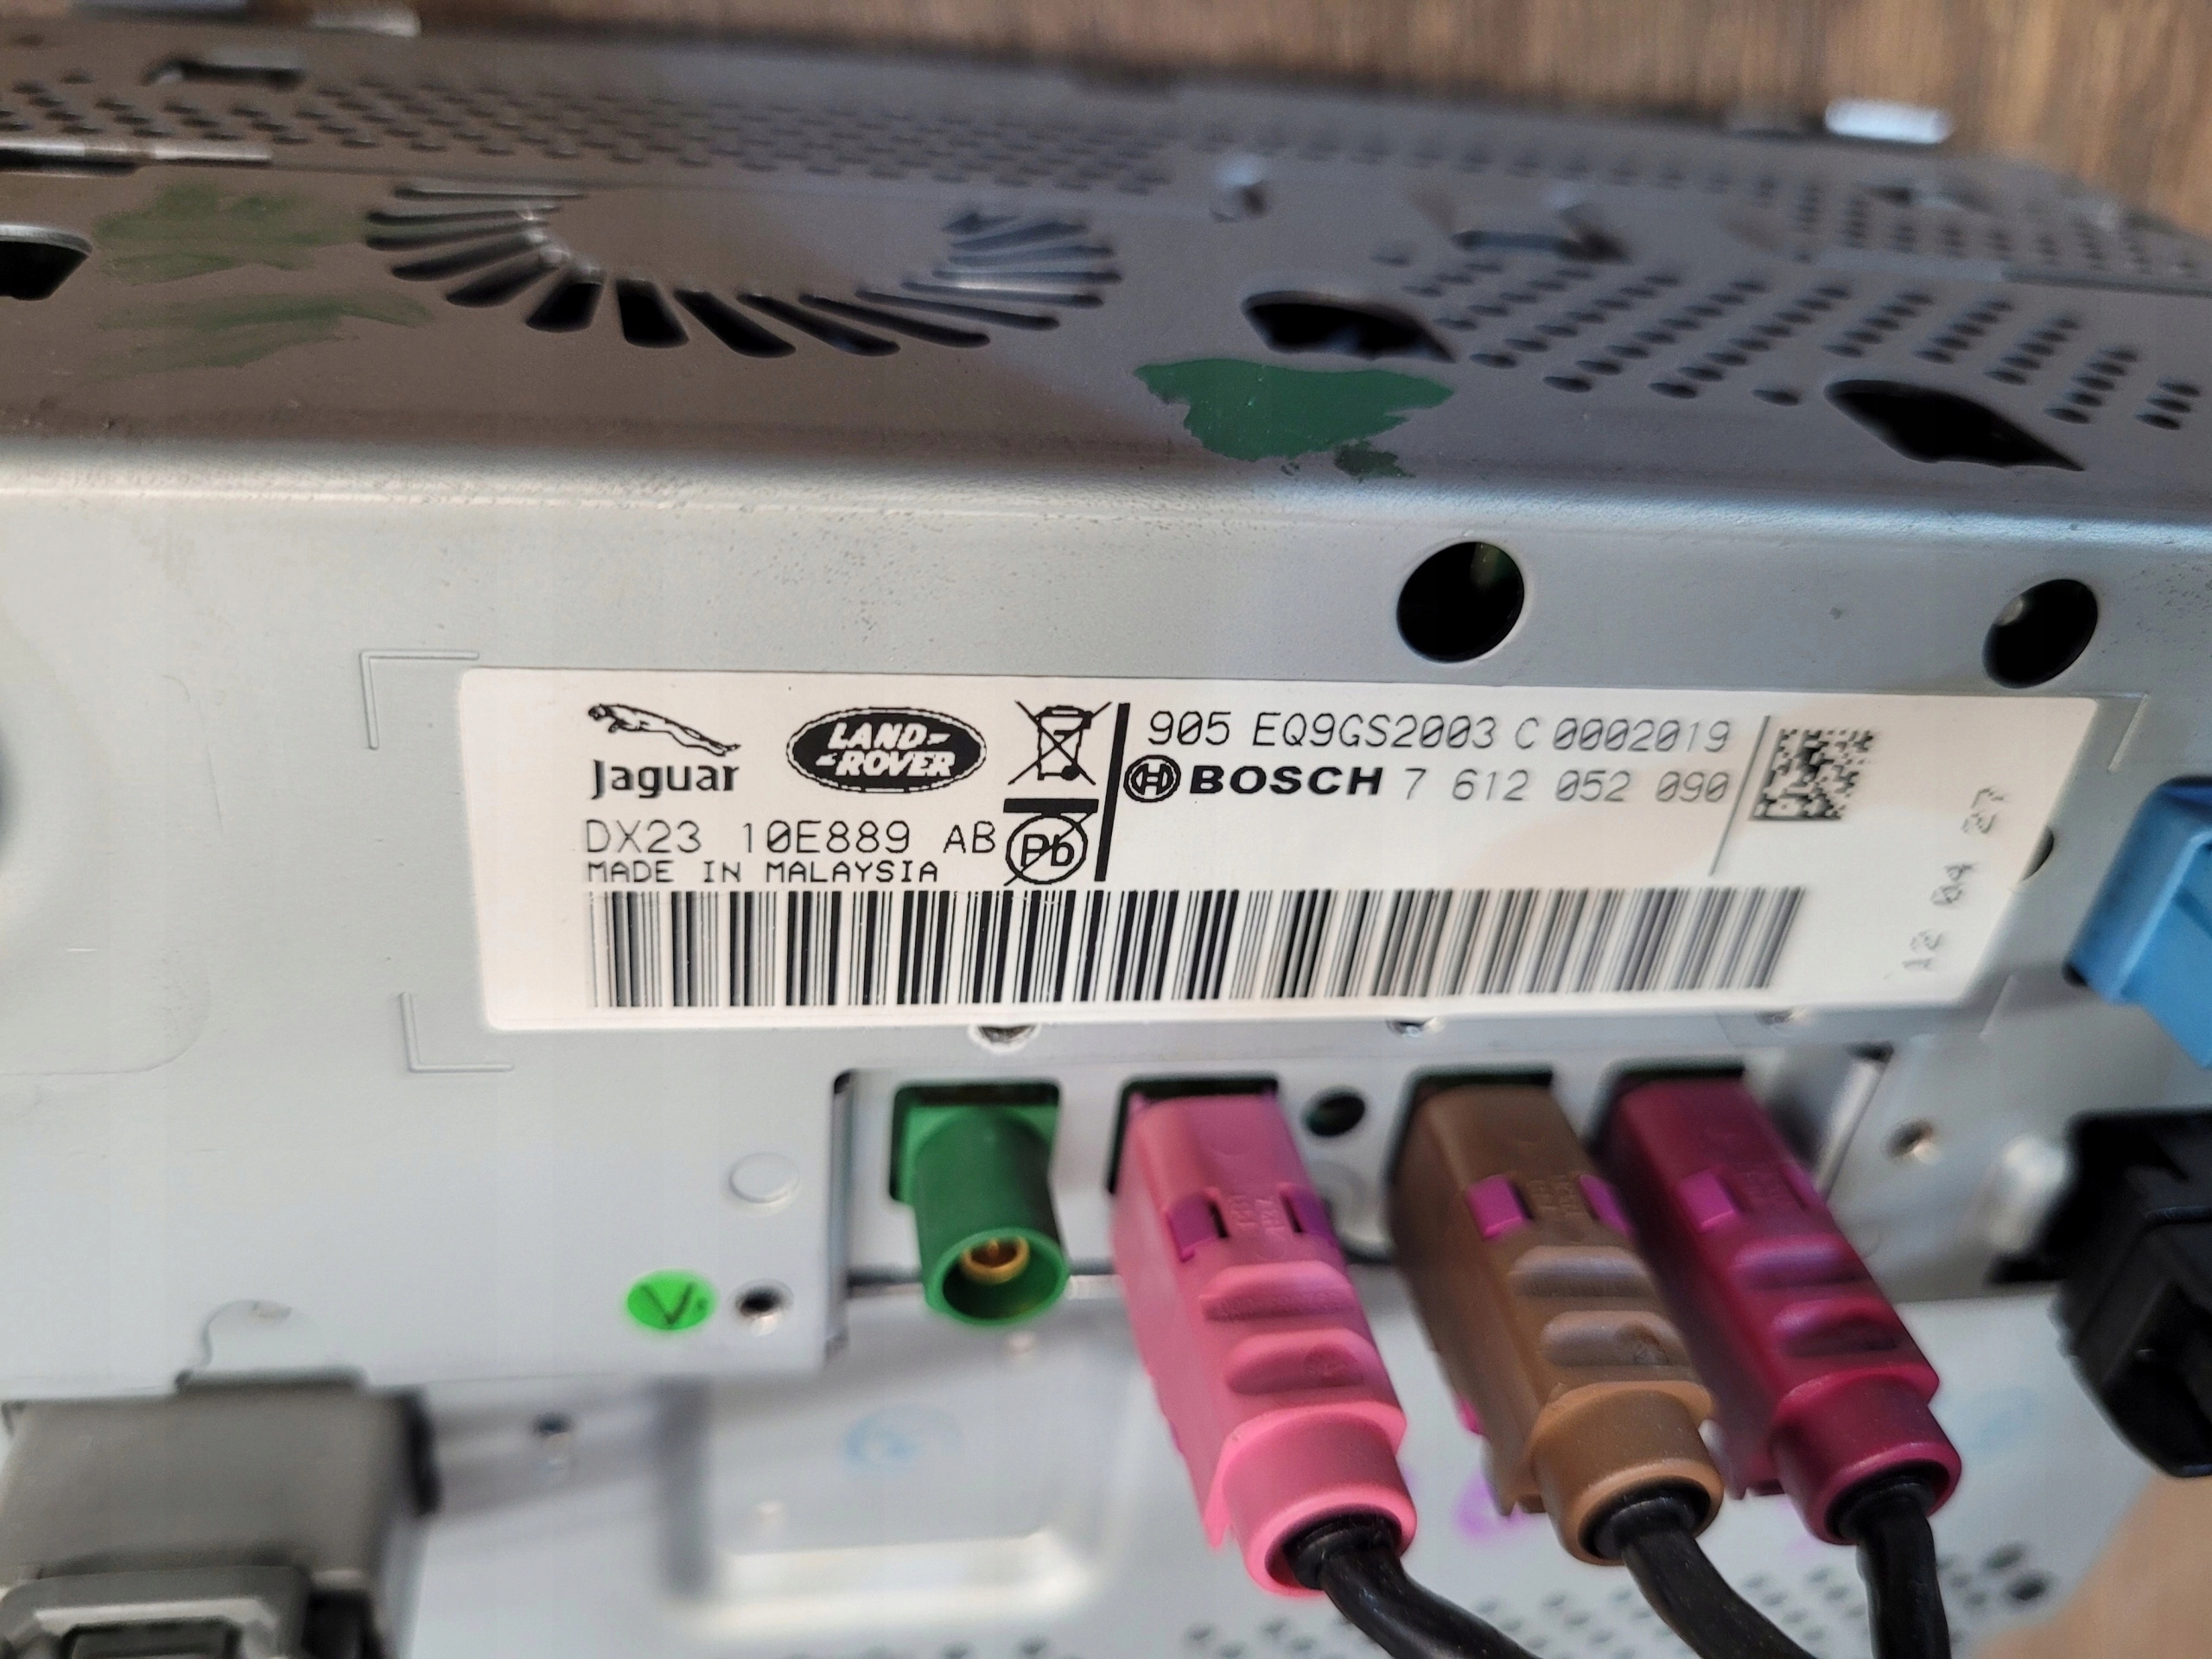 Jaguar
LAND-
-ROVER
DX23 10E889 AB
MADE IN MALAYSIA
Pb
905 EQ9GS2003 C 0002019
BOSCH 7 612 052 090
12 04 27
V